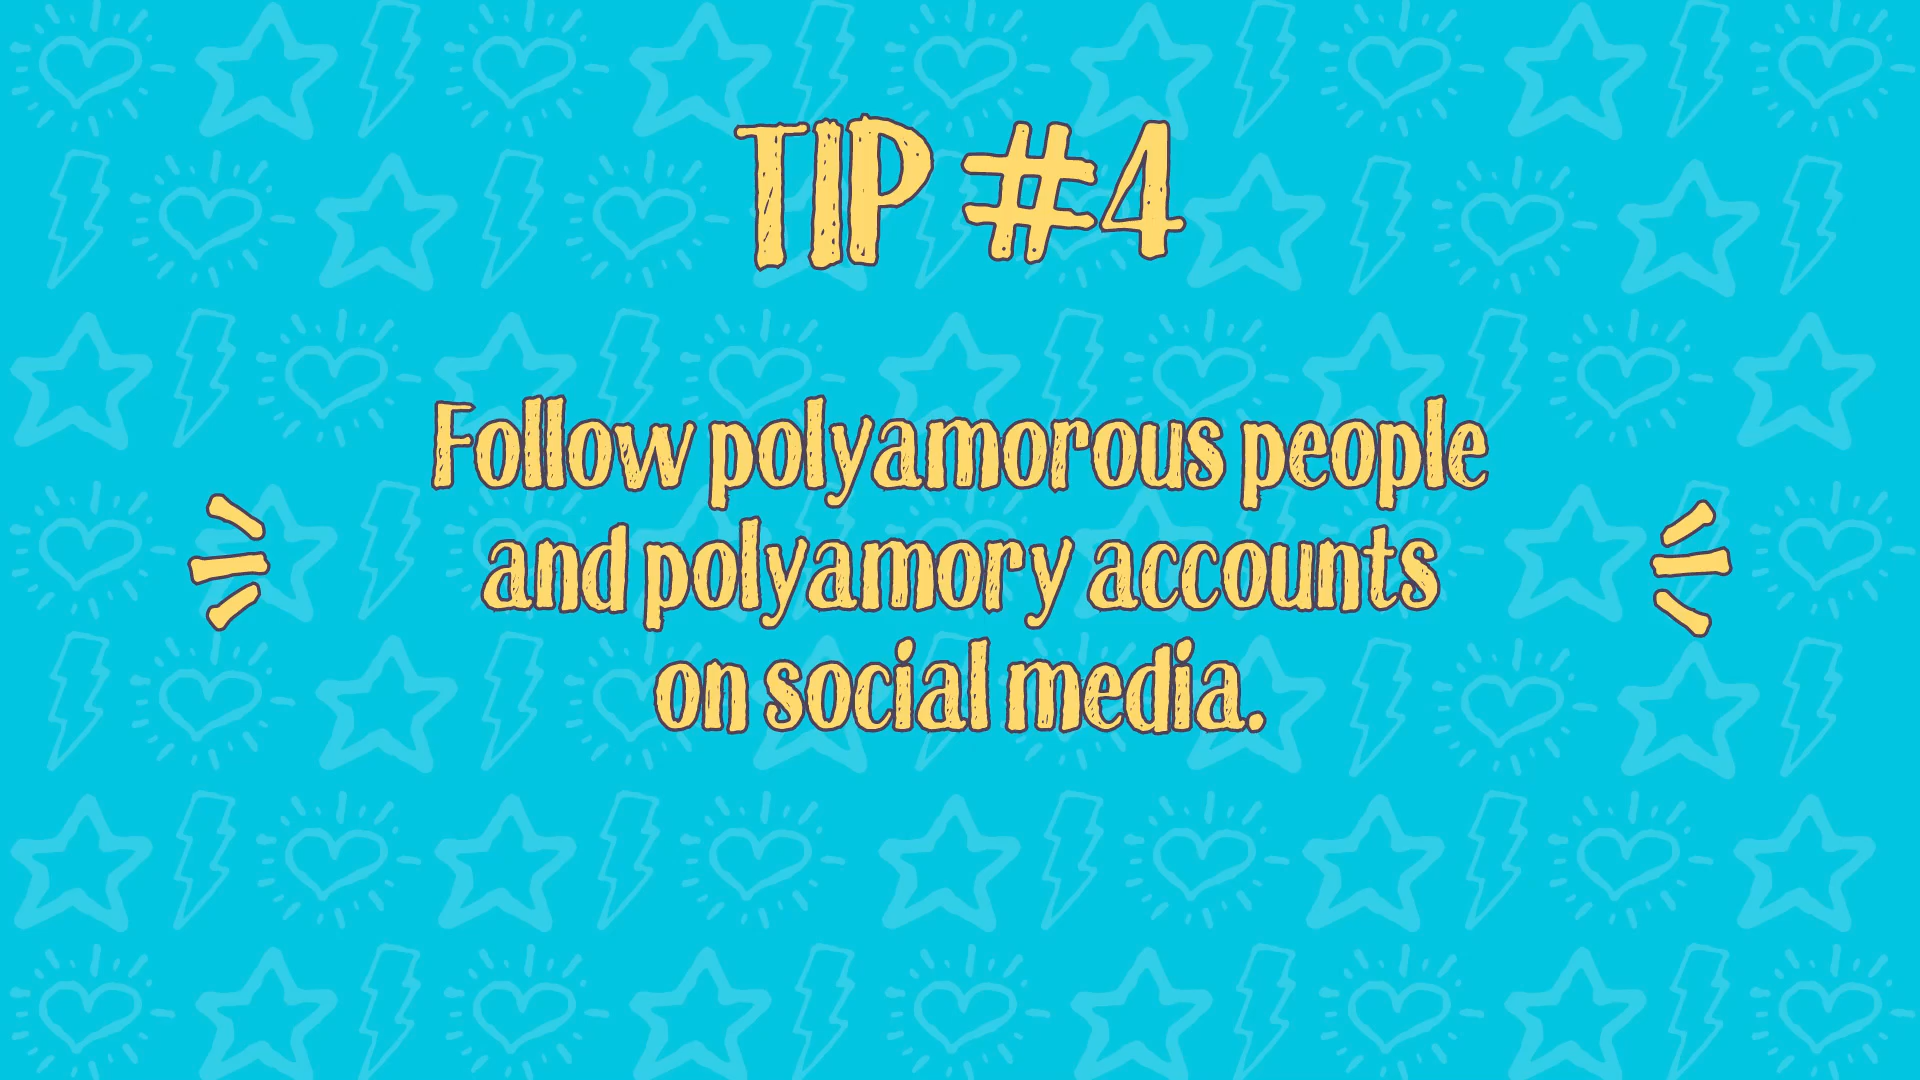 TIP #4
Follow polyamorous people
and polyamory accounts
on social media.